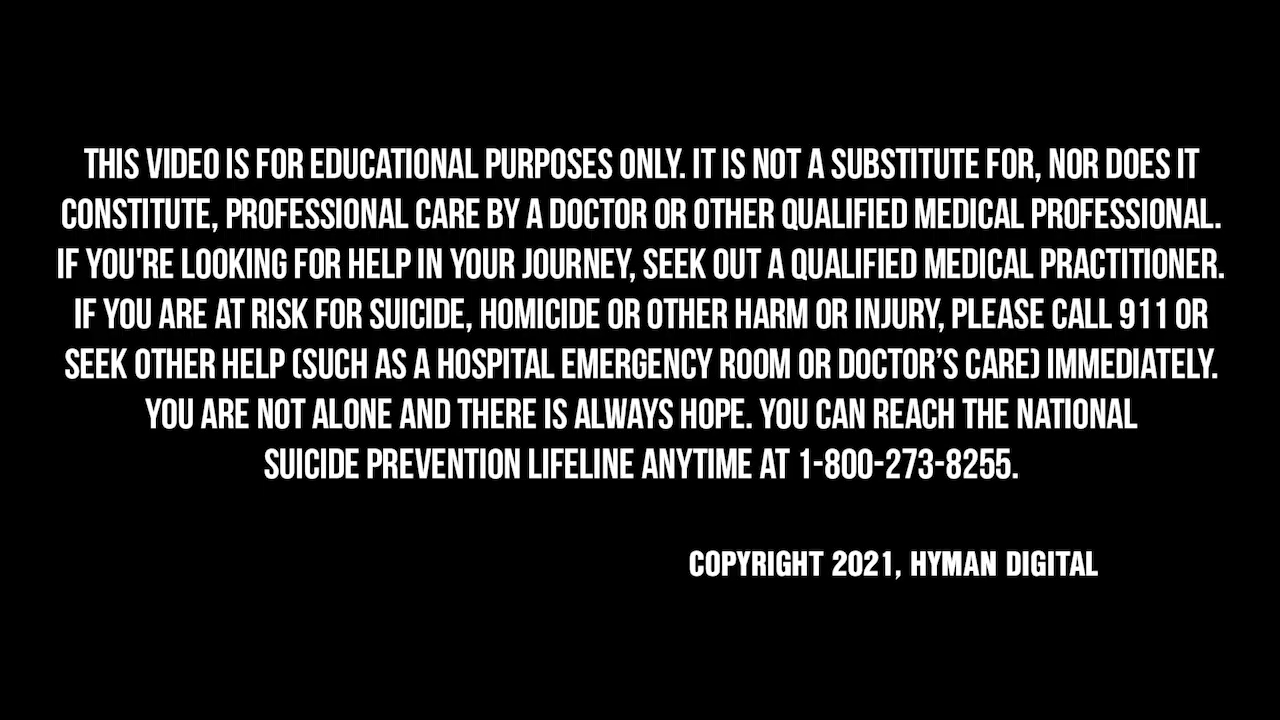 THIS VIDEO IS FOR EDUCATIONAL PURPOSES ONLY. IT IS NOT A SUBSTITUTE FOR, NOR DOES IT
CONSTITUTE, PROFESSIONAL CARE BY A DOCTOR OR OTHER QUALIFIED MEDICAL PROFESSIONAL.
IF YOU'RE LOOKING FOR HELP IN YOUR JOURNEY, SEEK OUT A QUALIFIED MEDICAL PRACTITIONER.
IF YOU ARE AT RISK FOR SUICIDE, HOMICIDE OR OTHER HARM OR INJURY, PLEASE CALL 911 OR
SEEK OTHER HELP (SUCH AS A HOSPITAL EMERGENCY ROOM OR DOCTOR’S CARE) IMMEDIATELY.
YOU ARE NOT ALONE AND THERE IS ALWAYS HOPE. YOU CAN REACH THE NATIONAL
SUICIDE PREVENTION LIFELINE ANYTIME AT 1-800-273-8255.
COPYRIGHT 2021, HYMAN DIGITAL